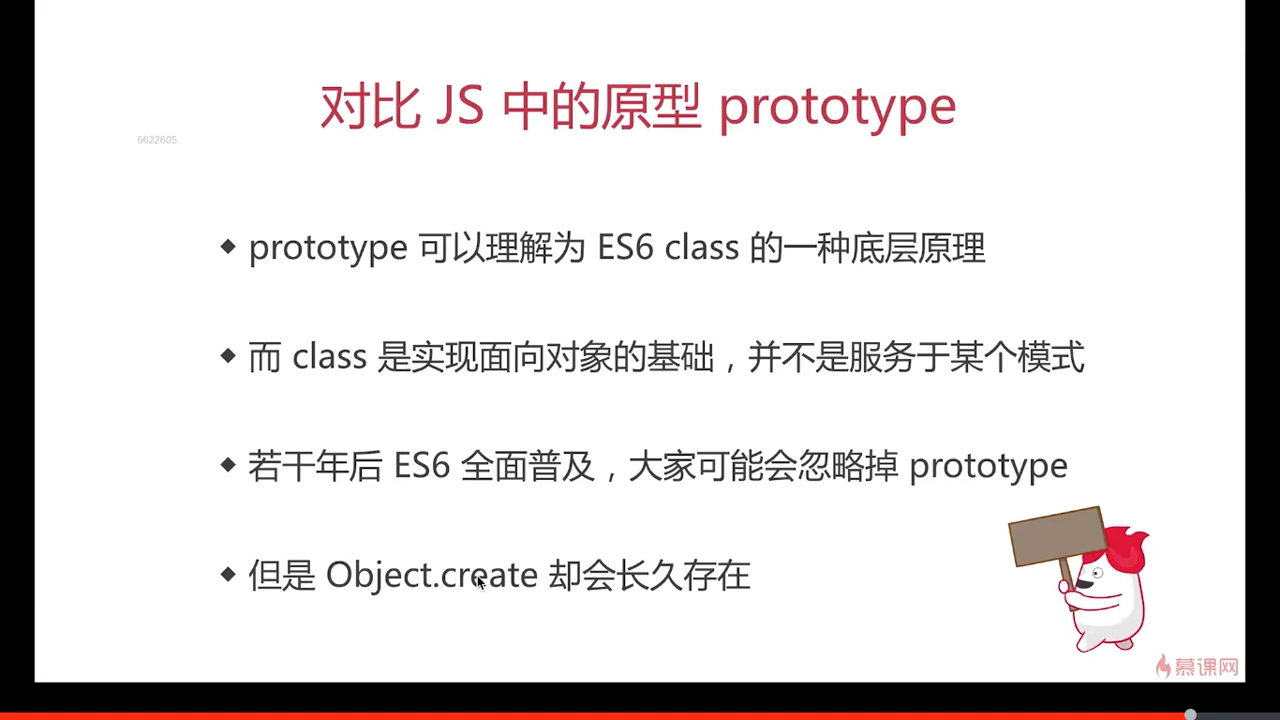 对比 JS 中的原型 prototype
6622605
prototype 可以理解为 ES6 class 的一种底层原理
而 class 是实现面向对象的基础，并不是服务于某个模式
若干年后 ES6 全面普及，大家可能会忽略掉 prototype
但是 Object.create 却会长久存在
慕课网